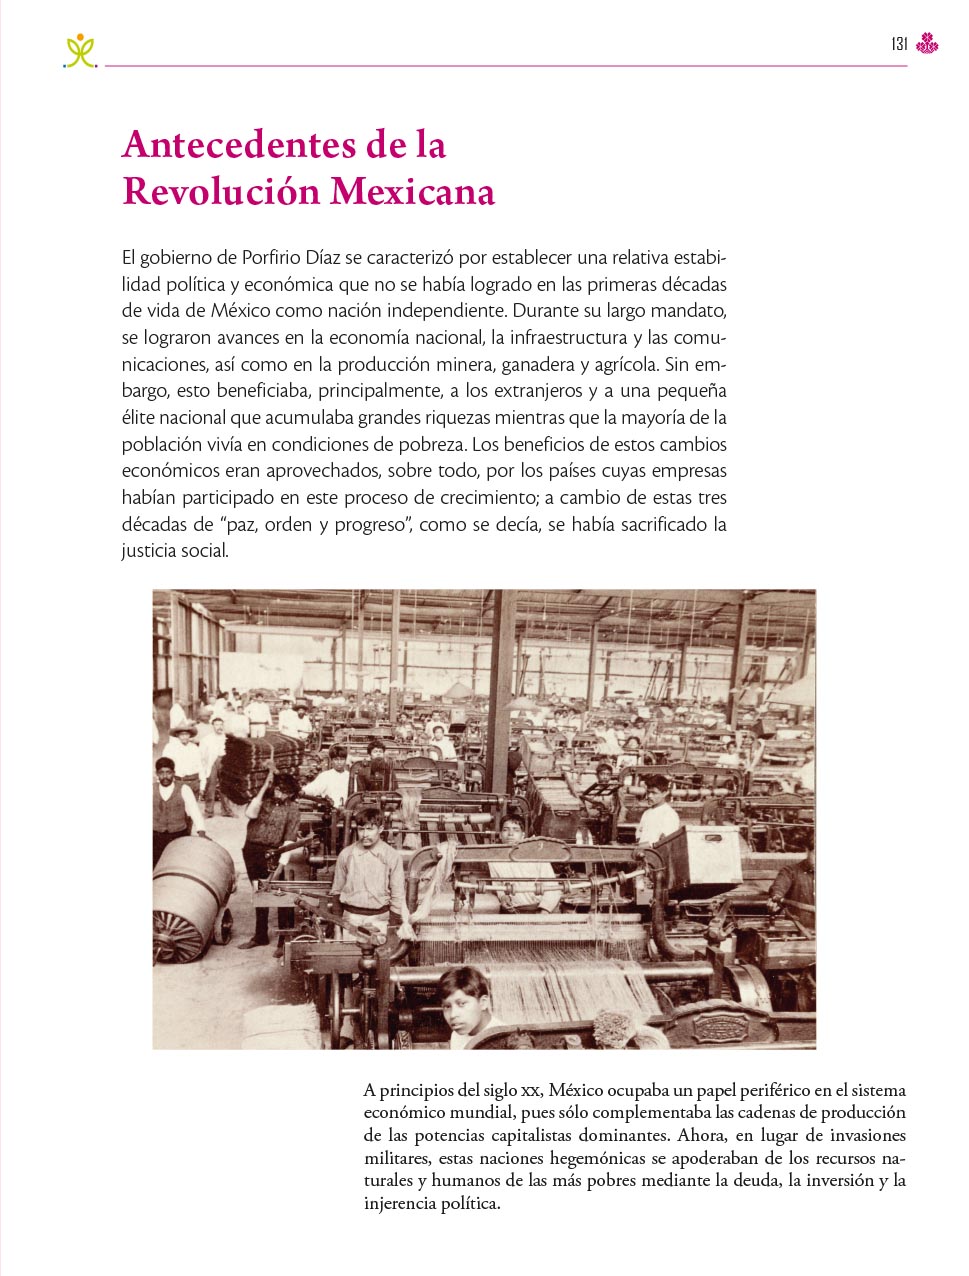 131
Antecedentes de la
Revolución Mexicana
El gobierno de Porfirio Díaz se caracterizó por establecer una relativa estabi-
lidad política y económica que no se había logrado en las primeras décadas
de vida de México como nación independiente. Durante su largo mandato,
se lograron avances en la economía nacional, la infraestructura y las comu-
nicaciones, así como en la producción minera, ganadera y agrícola. Sin em-
bargo, esto beneficiaba, principalmente, a los extranjeros y a una pequeña
élite nacional que acumulaba grandes riquezas mientras que la mayoría de la
población vivía en condiciones de pobreza. Los beneficios de estos cambios
económicos eran aprovechados, sobre todo, por los países cuyas empresas
habían participado en este proceso de crecimiento; a cambio de estas tres
décadas de “paz, orden y progreso”, como se decía, se había sacrificado la
justicia social.
A principios del siglo XX, México ocupaba un papel periférico en el sistema
económico mundial, pues sólo complementaba las cadenas de producción
de las potencias capitalistas dominantes. Ahora, en lugar de invasiones
militares, estas naciones hegemónicas se apoderaban de los recursos na-
turales y humanos de las más pobres mediante la deuda, la inversión y la
injerencia política.